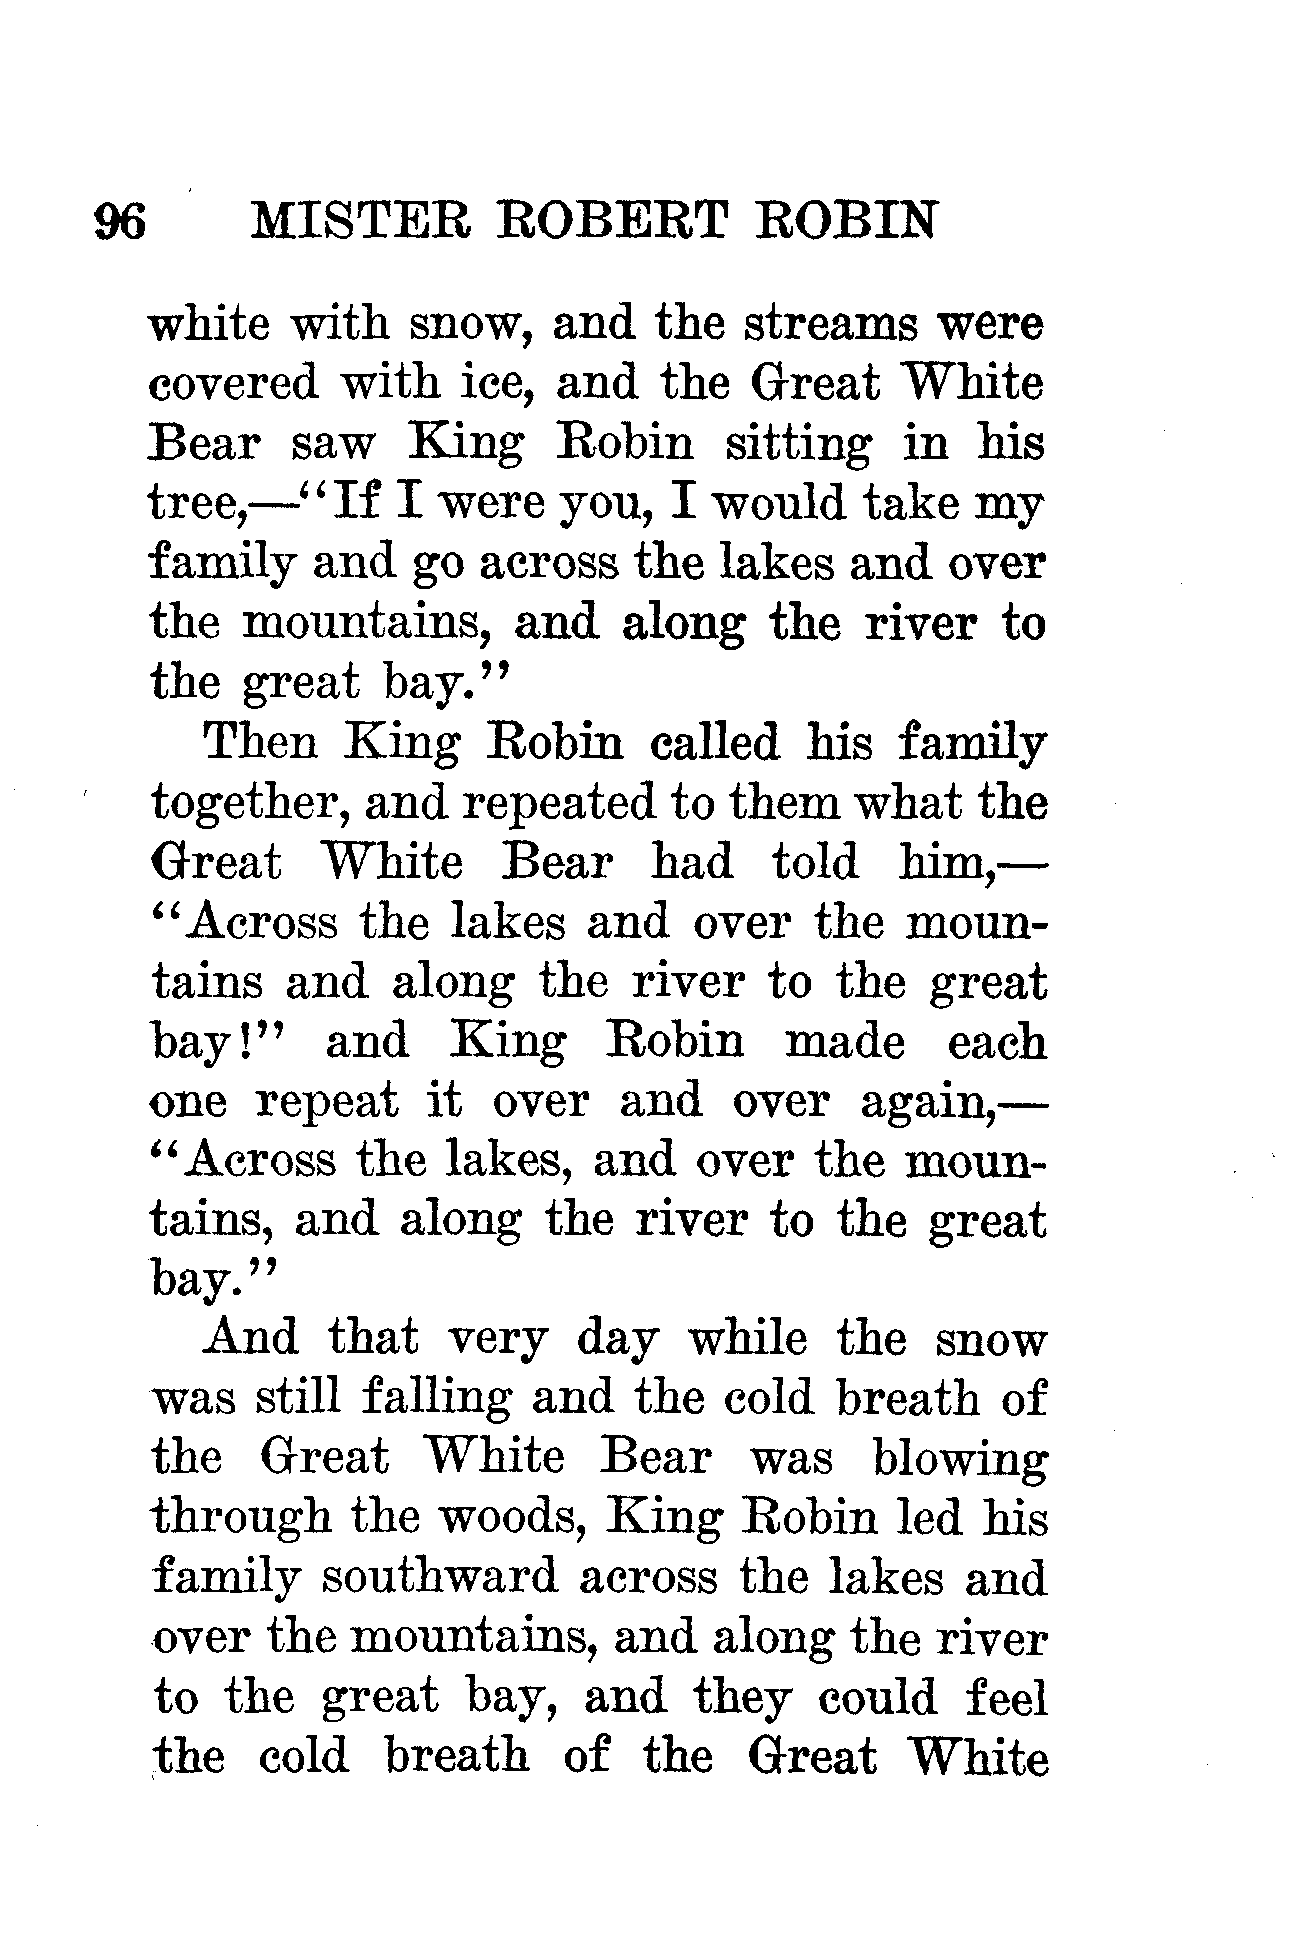 96 MISTER ROBERT ROBIN
white with snow, and the streams were
covered with ice, and the Great White
Bear saw King Robin sitting in his
tree,—“If I were you, I would take my
family and go across the lakes and over
the mountains, and along the river to
the great bay.”
Then King Robin called his family
together, and repeated to them what the
Great White Bear had told him,—
“Across the lakes and over the moun-
tains and along the river to the great
bay!” and King Robin made each
one repeat it over and over again,—
“Across the lakes, and over the moun-
tains, and along the river to the great
bay.”
And that very day while the snow
was still falling and the cold breath of
the Great White Bear was blowing
through the woods, King Robin led his
family southward across the lakes and
over the mountains, and along the river
to the great bay, and they could feel
the cold breath of the Great White